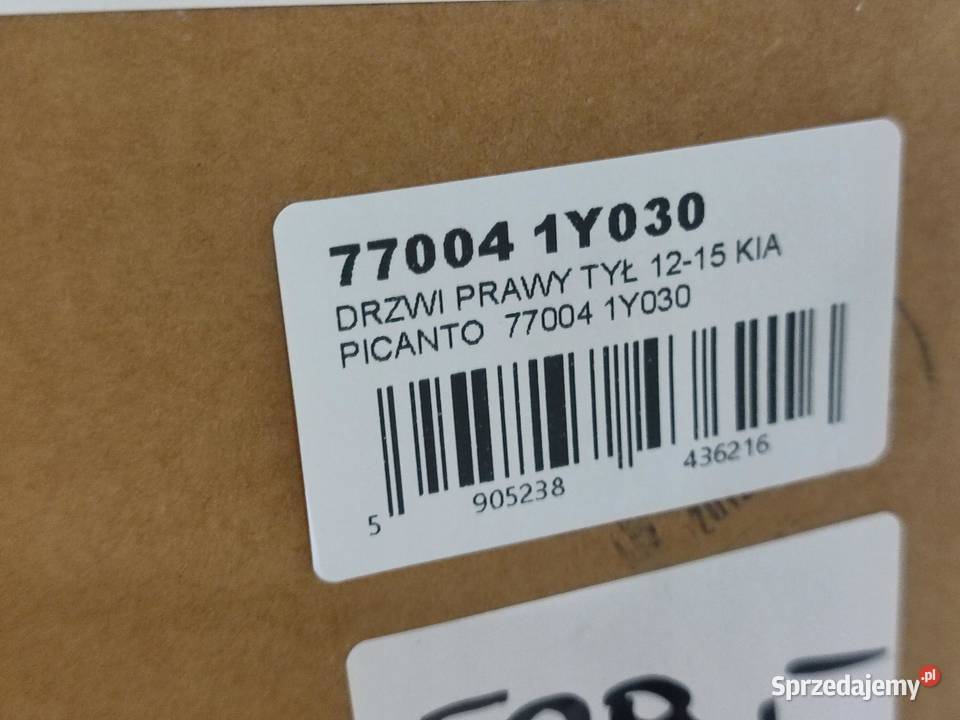 77004 1Y030
DRZWI PRAWY TYŁ 12-15 KIA
PICANTO 77004 1Y030
5 905238 436216
Sprzedajemy.pl